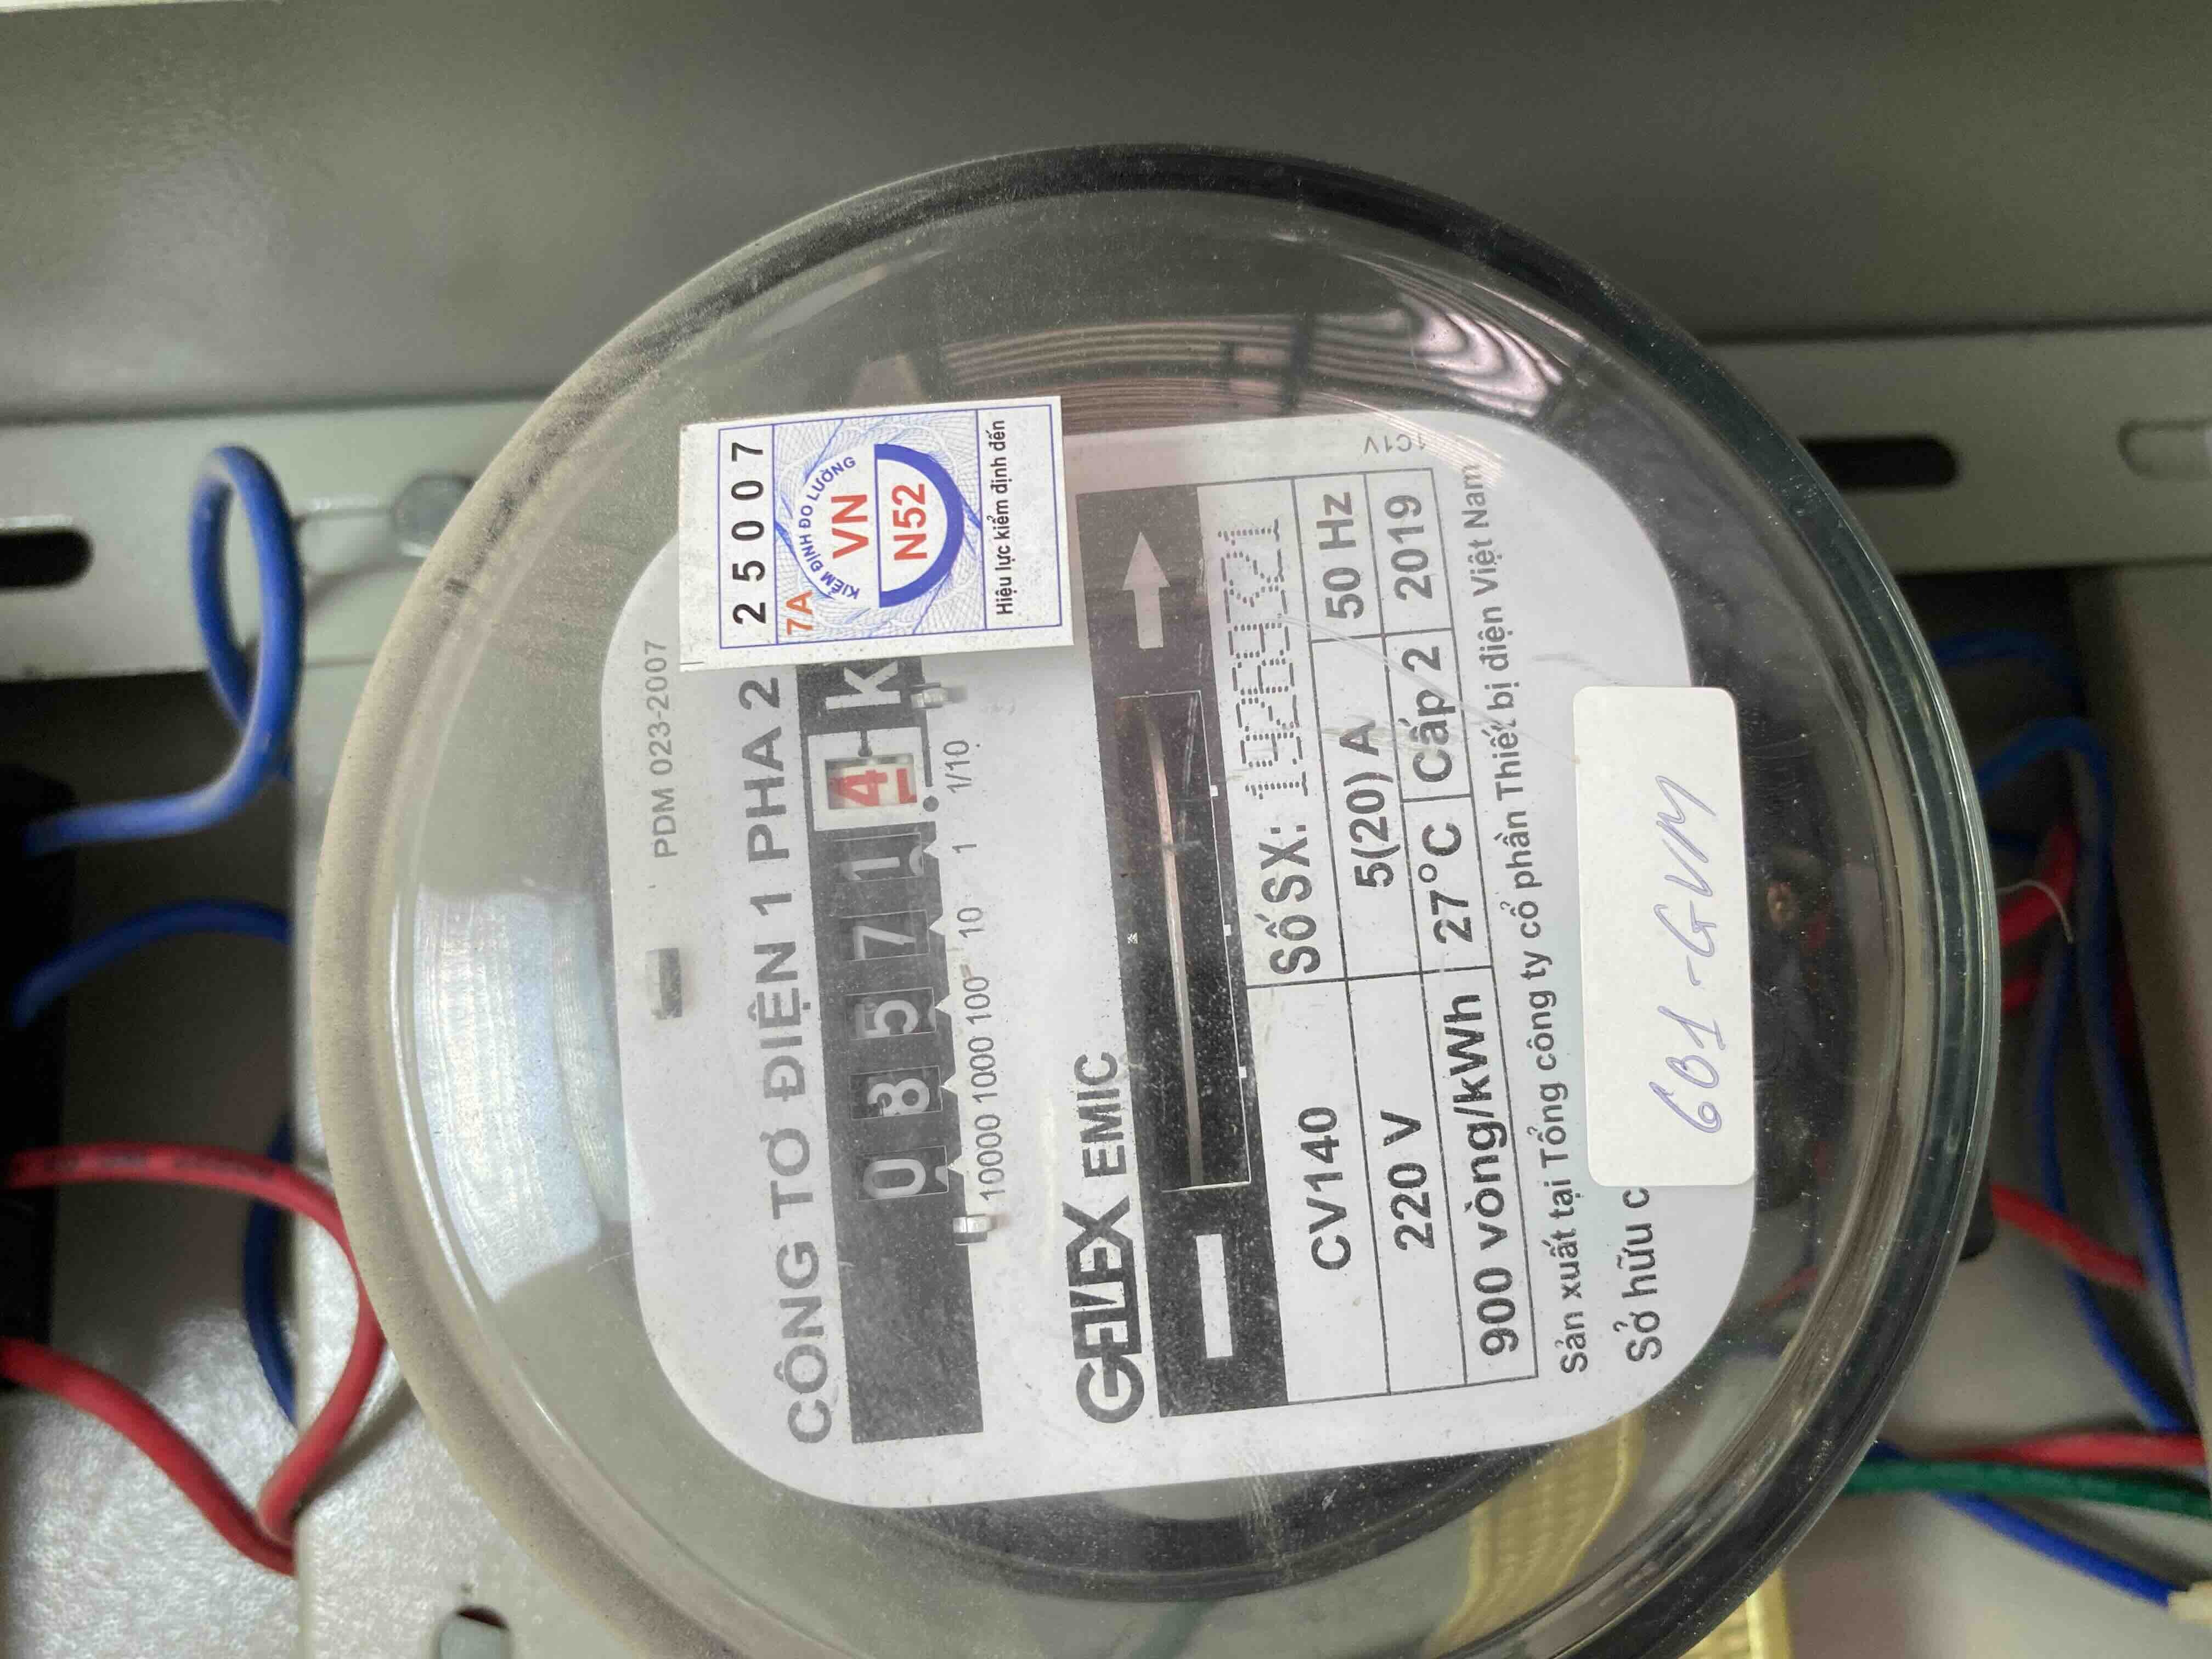 25007
7A
KIỂM ĐỊNH ĐO LƯỜNG
VN
N52
Hiệu lực kiểm định đến
PDM 023-2007
CÔNG TƠ ĐIỆN 1 PHA 2
0 8 5 7 1 4 k
10000 1000 100 10 1 1/10
GELEX EMIC
CV140
Số SX:
220 V
5(20) A
50 Hz
900 vòng/kWh
27°C
Cấp 2
2019
Sản xuất tại Tổng công ty cổ phần Thiết bị điện Việt Nam
Sở hữu c
601-GVM